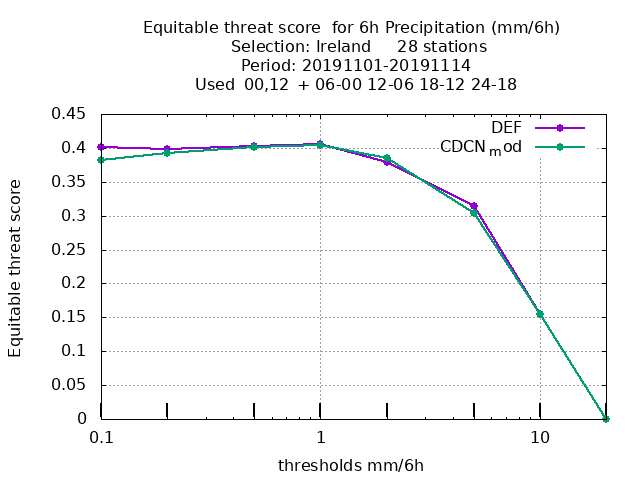 Equitable threat score  for 6h Precipitation (mm/6h)
Selection: Ireland     28 stations
Period: 20191101-20191114
Used  00,12  + 06-00 12-06 18-12 24-18
DEF
CDCNmod
0.45
0.4
0.35
0.3
0.25
0.2
0.15
0.1
0.05
0
Equitable threat score
0.1
1
10
thresholds mm/6h